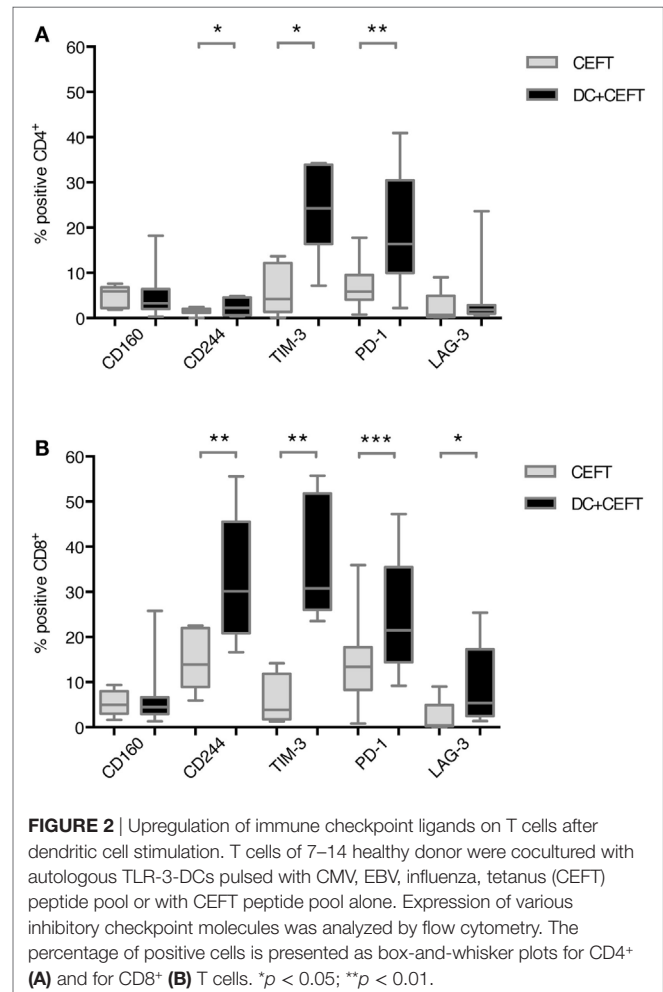 A
* * **
CEFT
DC+CEFT
% positive CD4+
60
50
40
30
20
10
0
CD160 CD244 TIM-3 PD-1 LAG-3
B
** ** *** *
CEFT
DC+CEFT
% positive CD8+
60
50
40
30
20
10
0
CD160 CD244 TIM-3 PD-1 LAG-3
FIGURE 2 | Upregulation of immune checkpoint ligands on T cells after
dendritic cell stimulation. T cells of 7–14 healthy donor were cocultured with
autologous TLR-3-DCs pulsed with CMV, EBV, influenza, tetanus (CEFT)
peptide pool or with CEFT peptide pool alone. Expression of various
inhibitory checkpoint molecules was analyzed by flow cytometry. The
percentage of positive cells is presented as box-and-whisker plots for CD4+
(A) and for CD8+ (B) T cells. *p < 0.05; **p < 0.01.